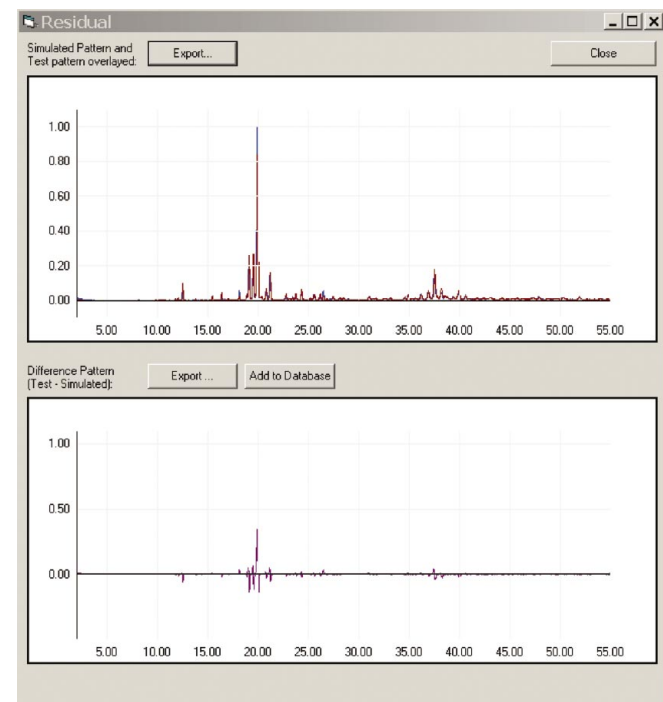 Residual
Simulated Pattern and
Test pattern overlayed:
Export...
Close
1.00
0.80
0.60
0.40
0.20
0.00
5.00 10.00 15.00 20.00 25.00 30.00 35.00 40.00 45.00 50.00 55.00
Difference Pattern
(Test - Simulated):
Export ...
Add to Database
1.00
0.50
0.00
5.00 10.00 15.00 20.00 25.00 30.00 35.00 40.00 45.00 50.00 55.00